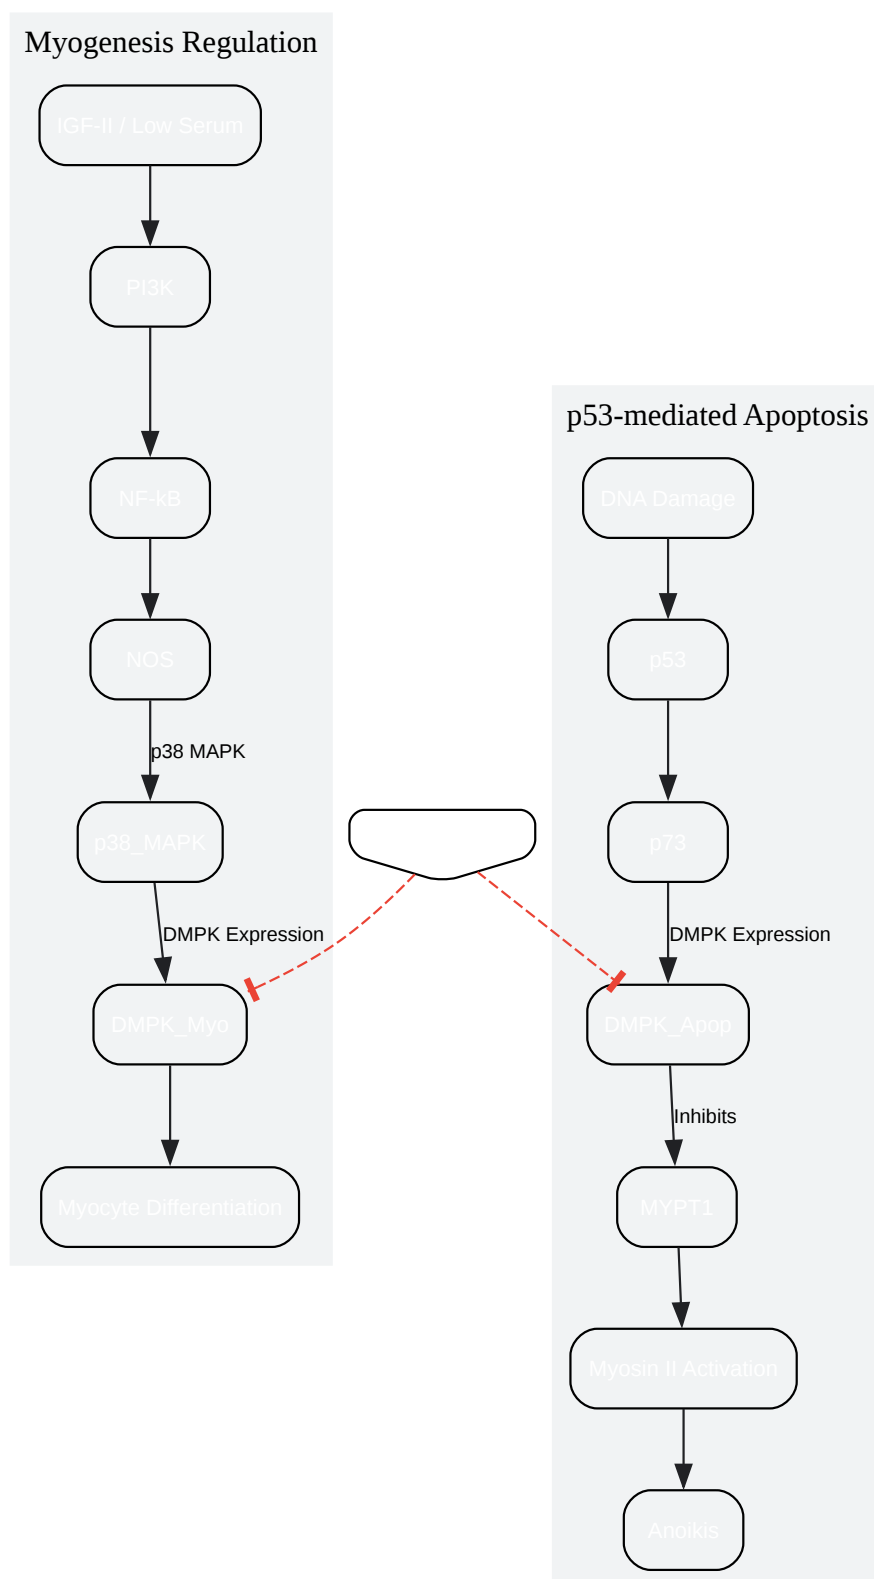 Myogenesis Regulation
IGF-II / Low Serum
PI3K
NF-kB
NOS
p38 MAPK
p38_MAPK
DMPK Expression
DMPK_Myo
Myocyte Differentiation
p53-mediated Apoptosis
DNA Damage
p53
p73
DMPK Expression
DMPK_Apop
Inhibits
MYPT1
Myosin II Activation
Anoikis